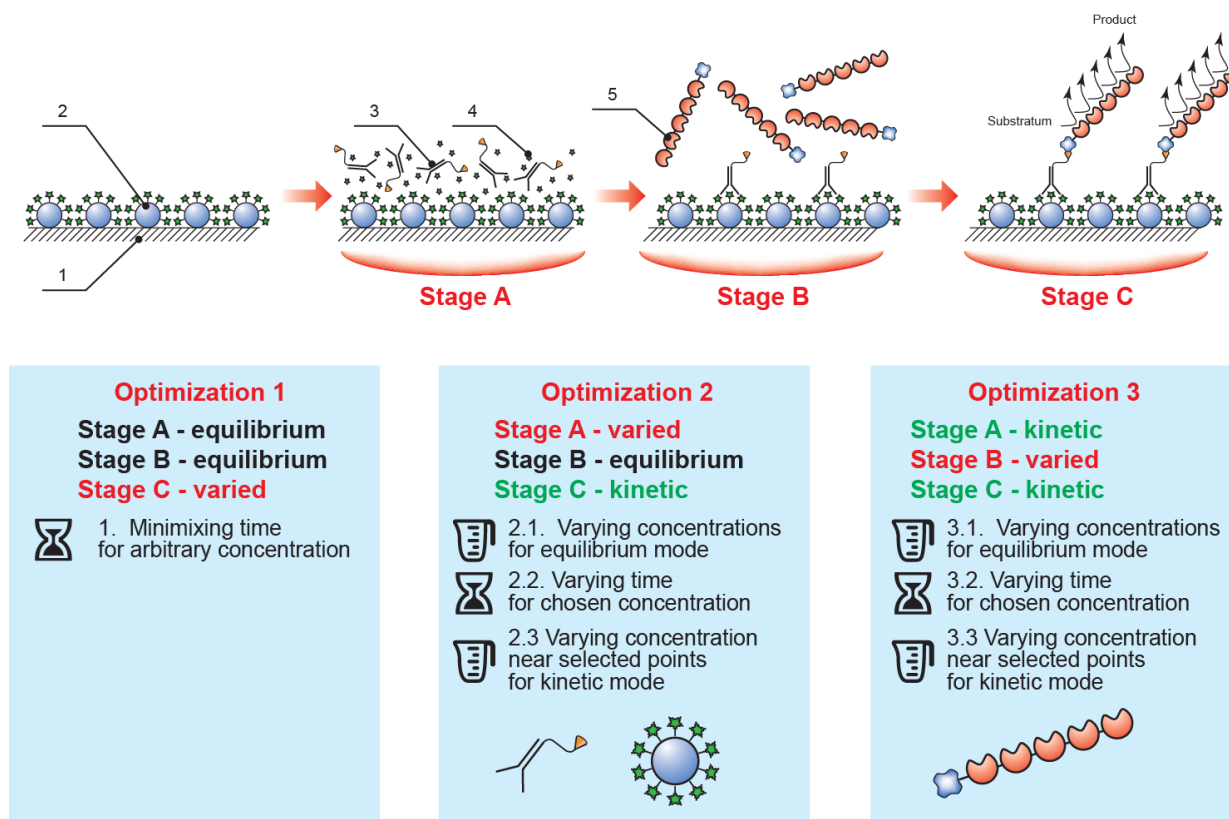 Product
2
3
4
5
Substratum
1
Stage A
Stage B
Stage C
Optimization 1
Stage A - equilibrium
Stage B - equilibrium
Stage C - varied
1. Minimixing time
for arbitrary concentration
Optimization 2
Stage A - varied
Stage B - equilibrium
Stage C - kinetic
2.1. Varying concentrations
for equilibrium mode
2.2. Varying time
for chosen concentration
2.3 Varying concentration
near selected points
for kinetic mode
Optimization 3
Stage A - kinetic
Stage B - varied
Stage C - kinetic
3.1. Varying concentrations
for equilibrium mode
3.2. Varying time
for chosen concentration
3.3 Varying concentration
near selected points
for kinetic mode